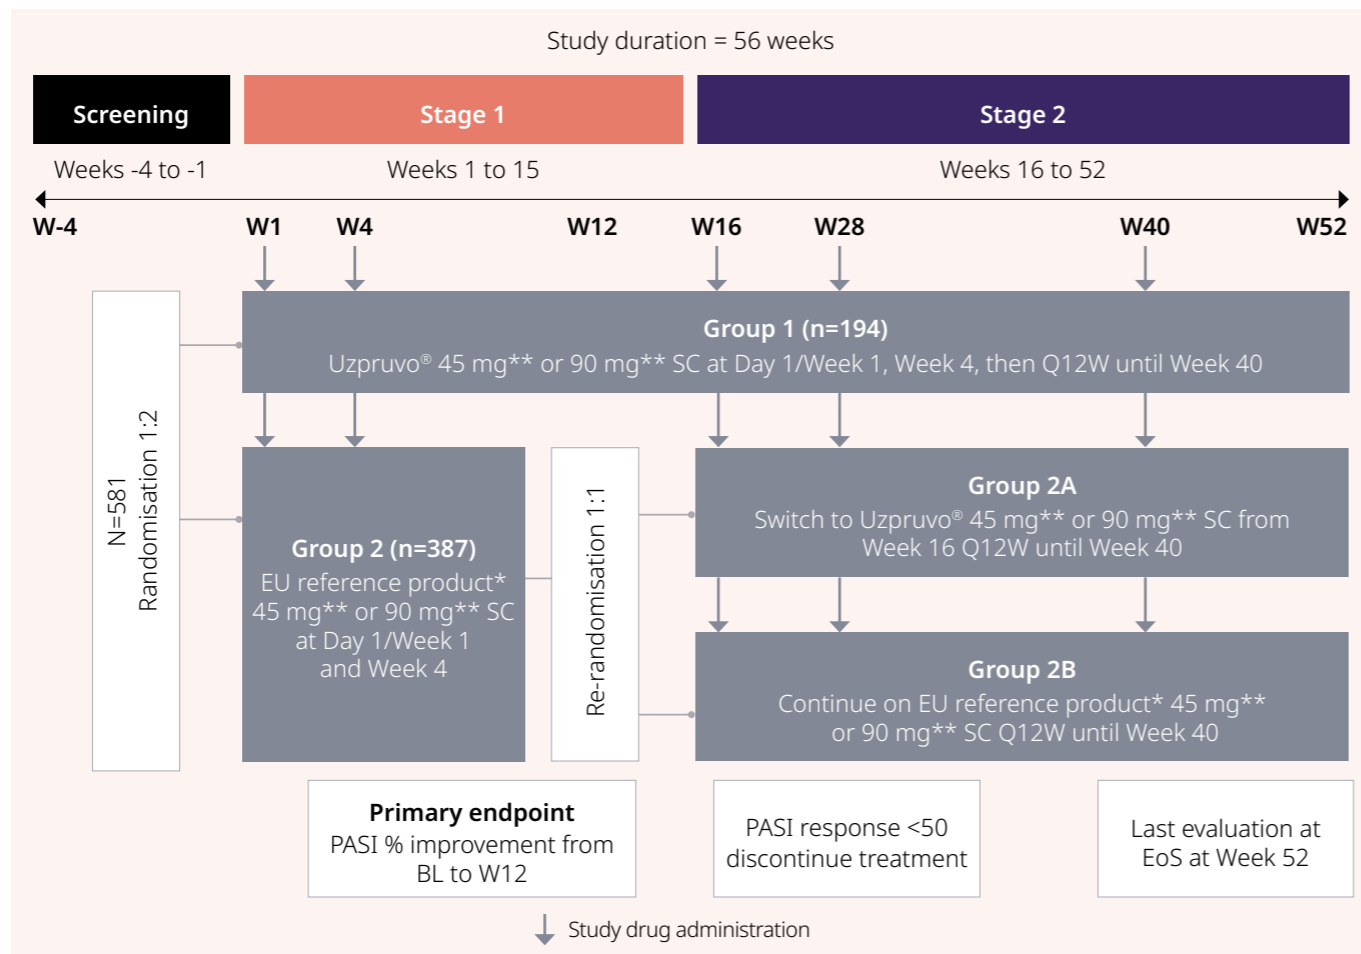 Study duration = 56 weeks
Screening
Stage 1
Stage 2
Weeks -4 to -1
Weeks 1 to 15
Weeks 16 to 52
W-4
W1
W4
W12
W16
W28
W40
W52
N=581
Randomisation 1:2
Group 1 (n=194)
Uzpruvo® 45 mg** or 90 mg** SC at Day 1/Week 1, Week 4, then Q12W until Week 40
Group 2 (n=387)
EU reference product*
45 mg** or 90 mg** SC
at Day 1/Week 1
and Week 4
Re-randomisation 1:1
Group 2A
Switch to Uzpruvo® 45 mg** or 90 mg** SC from
Week 16 Q12W until Week 40
Group 2B
Continue on EU reference product* 45 mg**
or 90 mg** SC Q12W until Week 40
Primary endpoint
PASI % improvement from
BL to W12
PASI response <50
discontinue treatment
Last evaluation at
EoS at Week 52
Study drug administration